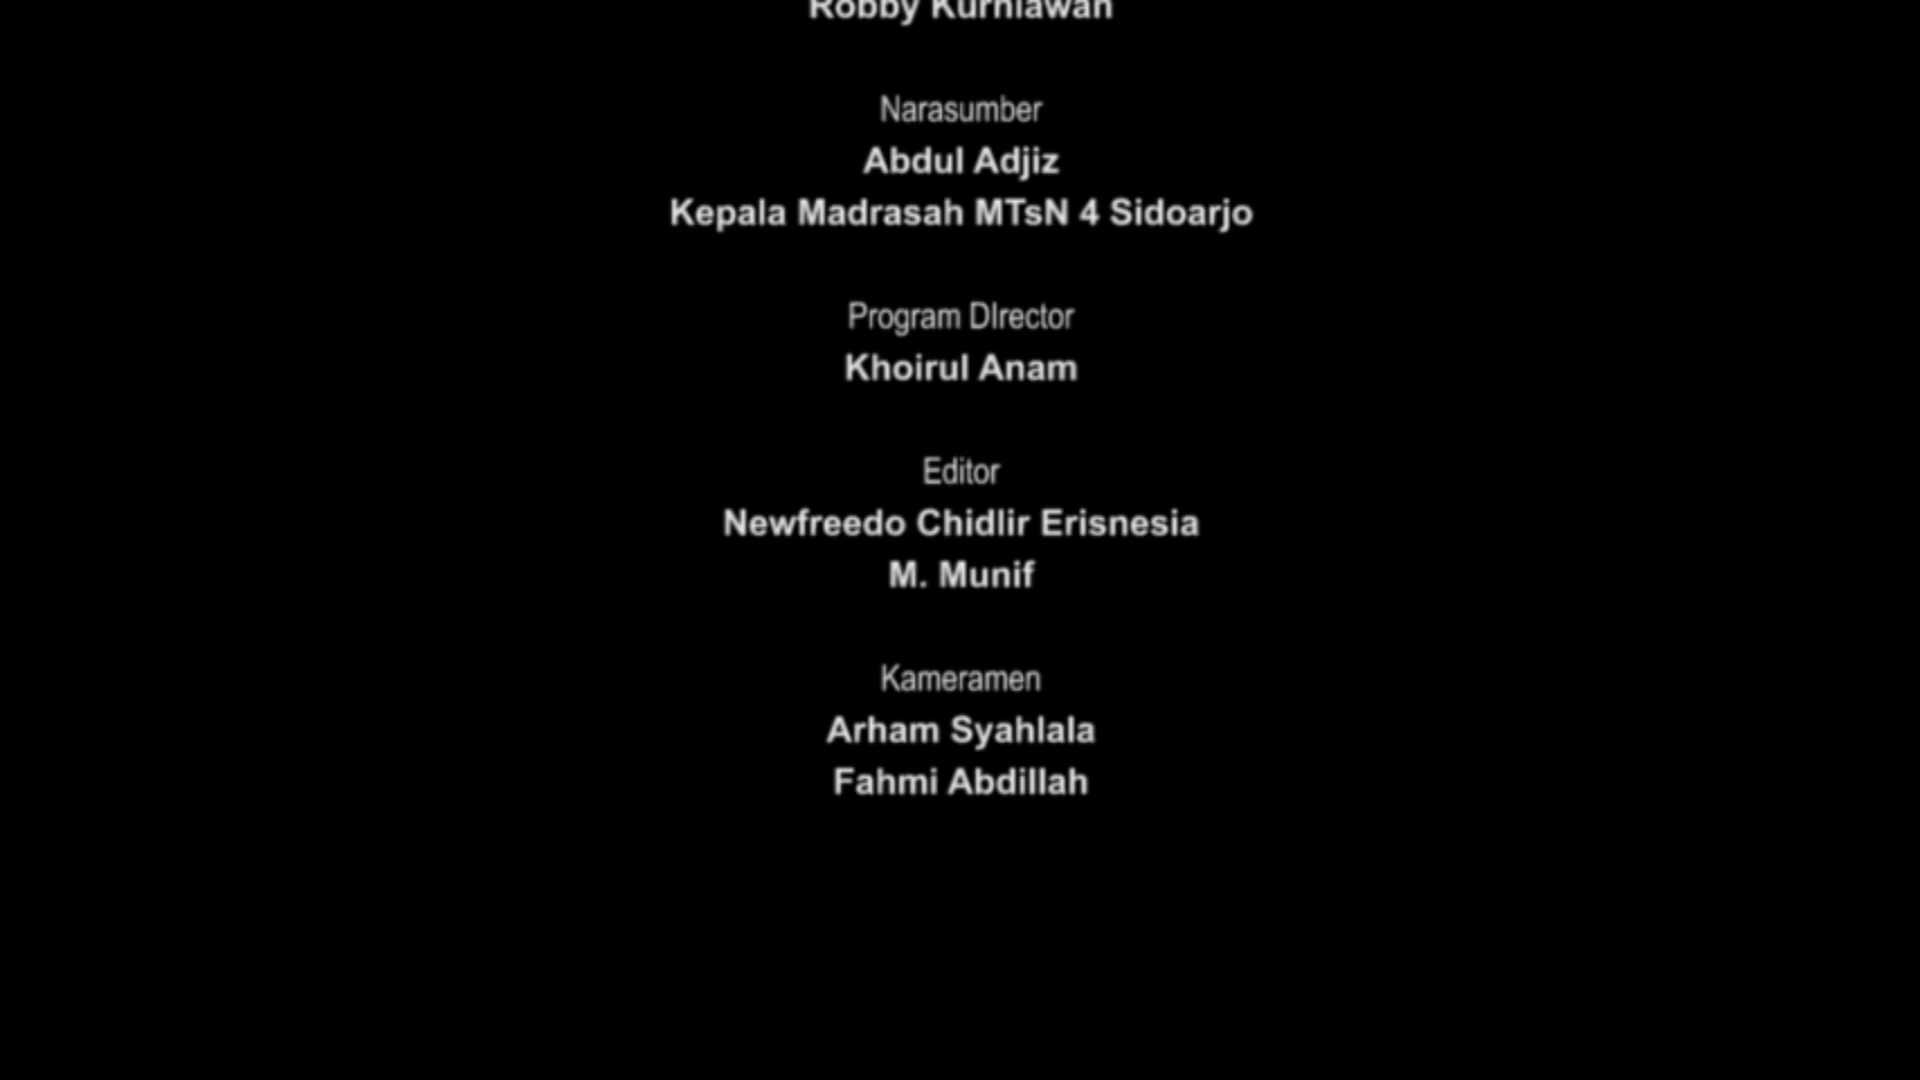 Robby Kurniawan
Narasumber
Abdul Adjiz
Kepala Madrasah MTsN 4 Sidoarjo
Program DIrector
Khoirul Anam
Editor
Newfreedo Chidlir Erisnesia
M. Munif
Kameramen
Arham Syahlala
Fahmi Abdillah